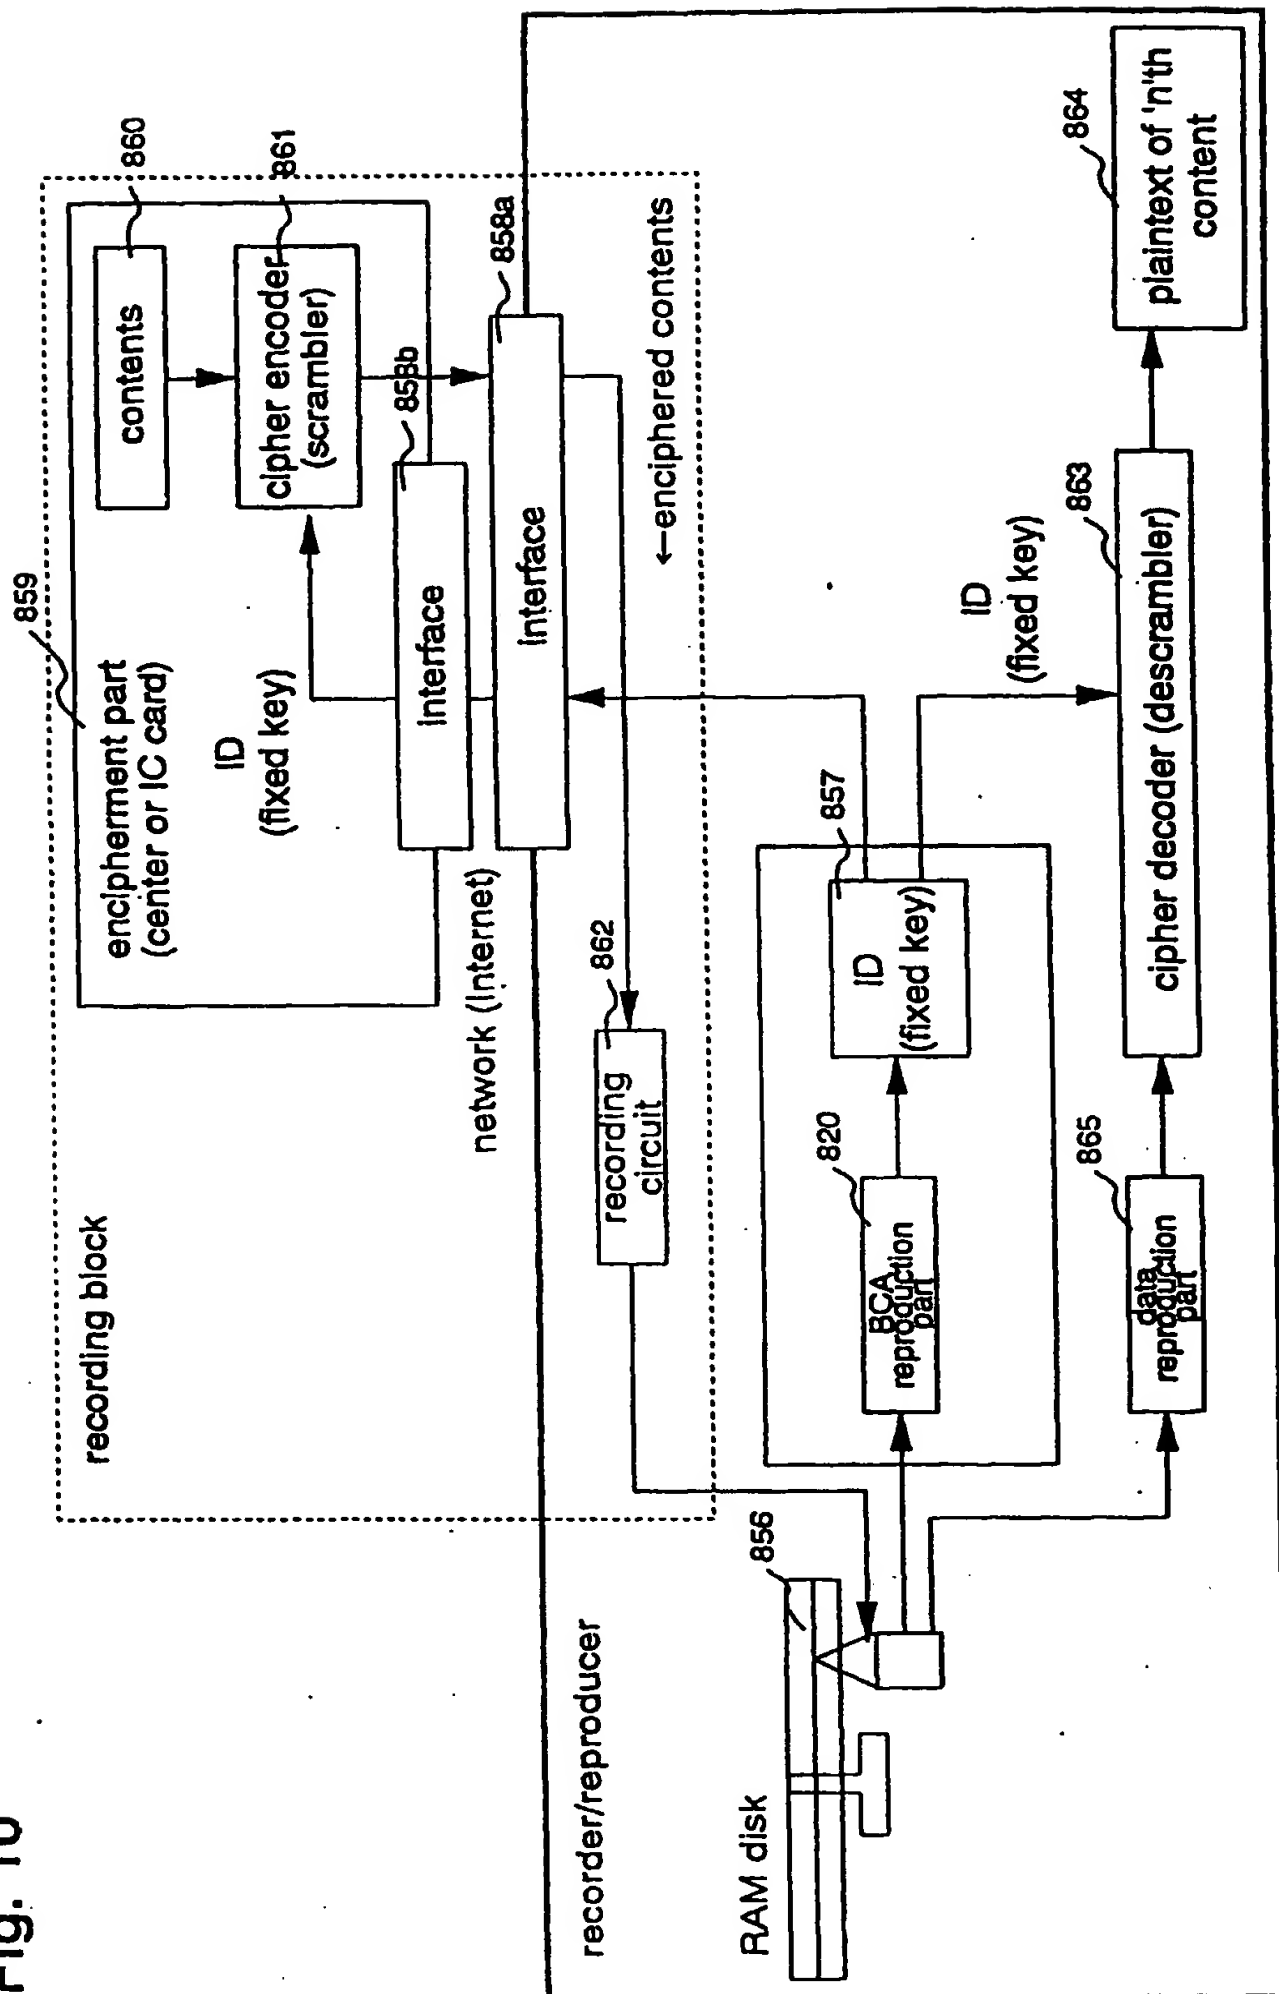 Fig.
859
encipherment part
(center or IC card)
860
contents
861
cipher encoder
(scrambler)
ID
(fixed key)
recording block
858b
Interface
network (Internet)
858a
Interface
862
recording
circuit
←enciphered contents
recorder/reproducer
RAM disk
856
820
BCA
reproduction
part
857
ID
(fixed key)
ID
(fixed key)
865
data
reproduction
part
863
cipher decoder (descrambler)
864
plaintext of 'n'th
content